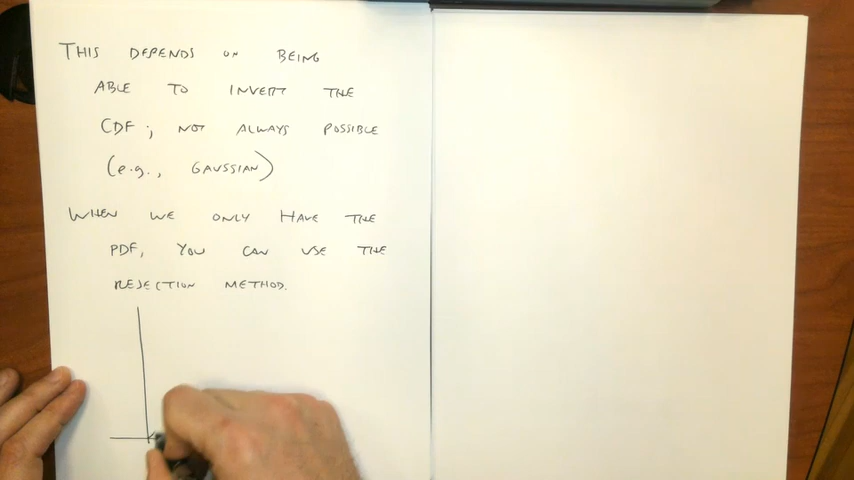 THIS DEPENDS ON BEING
ABLE TO INVERT THE
CDF; NOT ALWAYS POSSIBLE
(e.g., GAUSSIAN)
WHEN WE ONLY HAVE THE
PDF, YOU CAN USE THE
REJECTION METHOD.